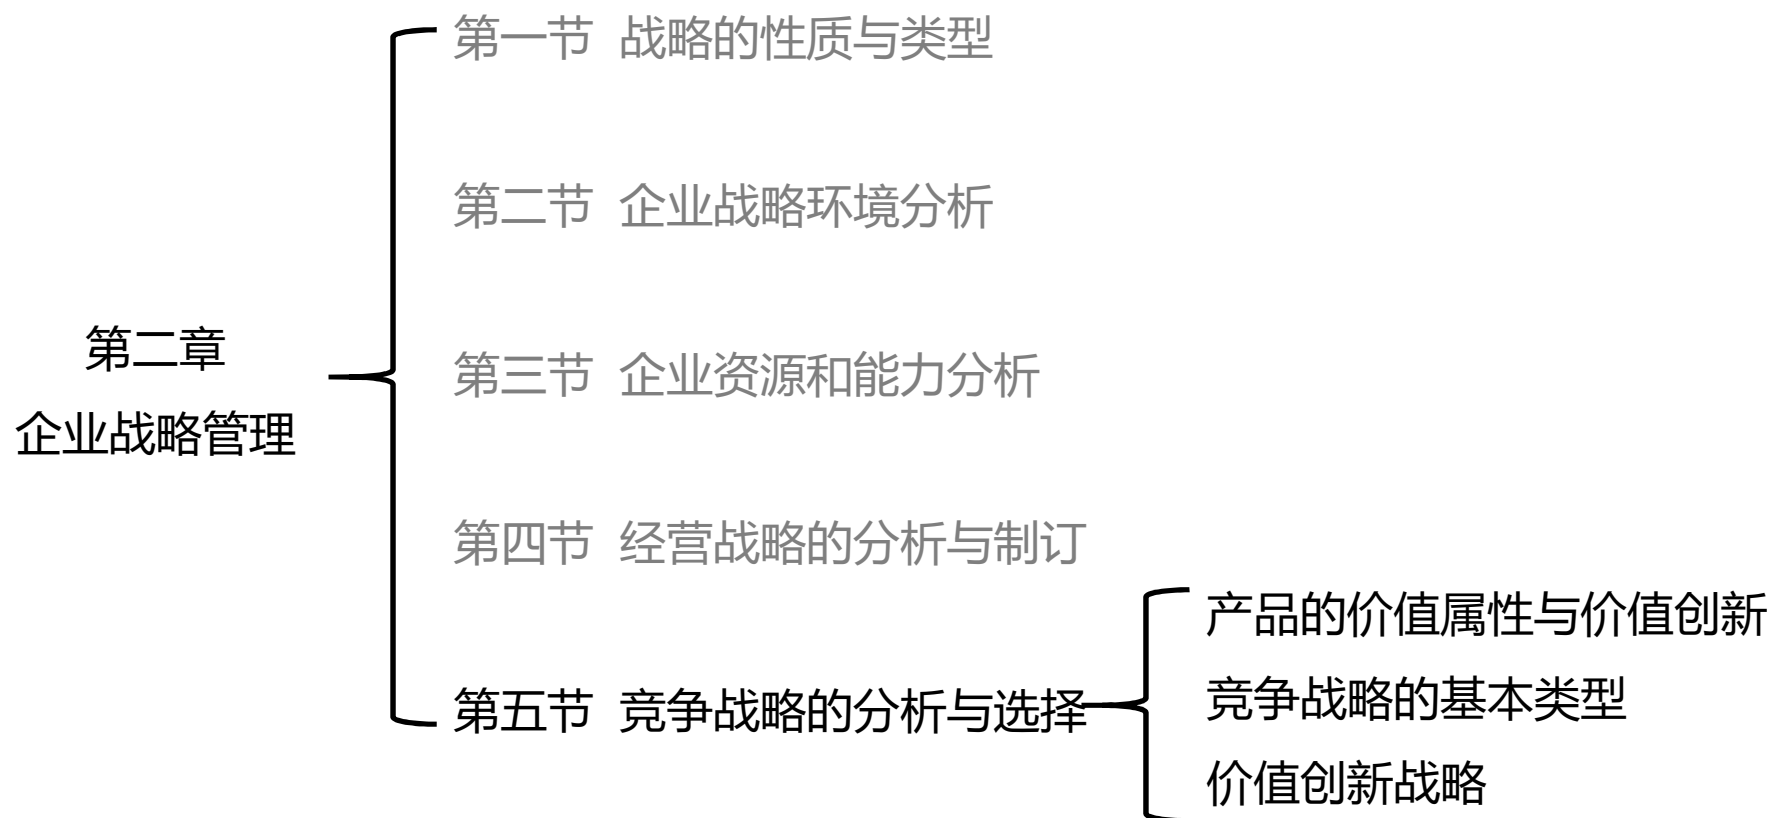 第一节 战略的性质与类型
第二节 企业战略环境分析
第二章
企业战略管理
第三节 企业资源和能力分析
第四节 经营战略的分析与制订
第五节 竞争战略的分析与选择
产品的价值属性与价值创新
竞争战略的基本类型
价值创新战略